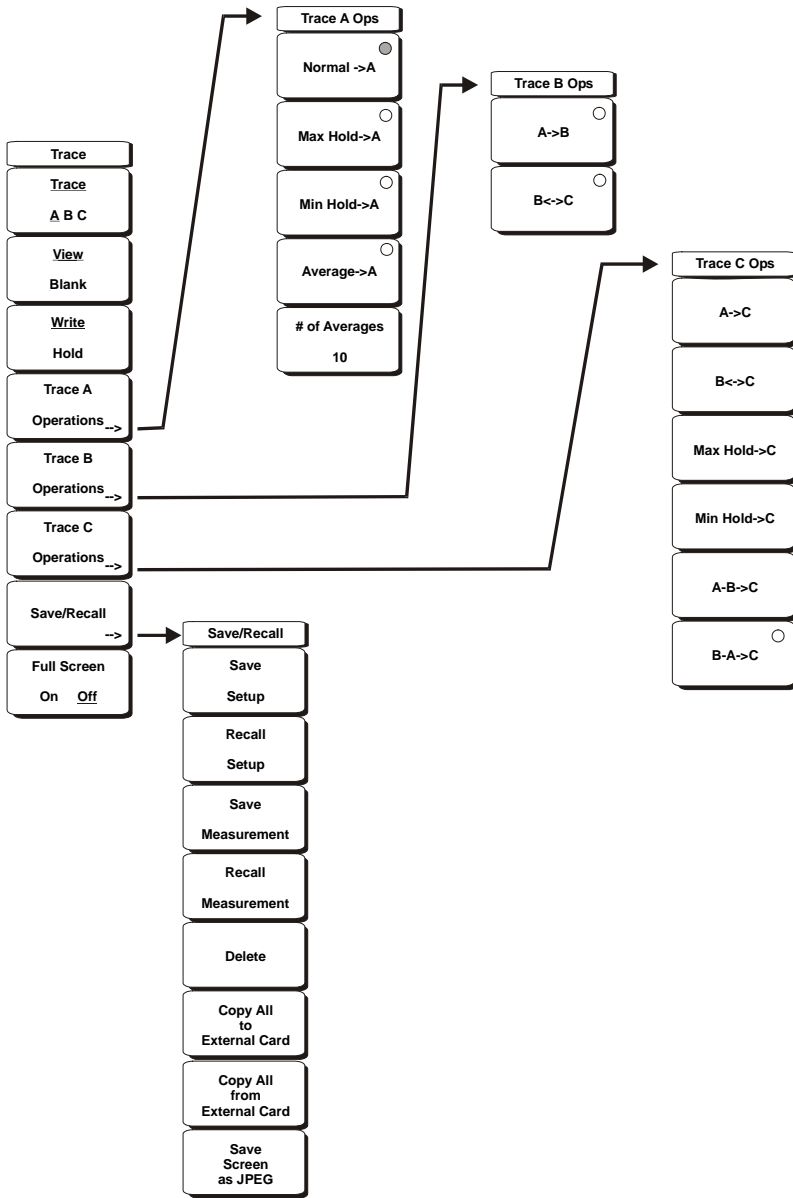 Trace
Trace
A B C
View
Blank
Write
Hold
Trace A
Operations
-->
Trace B
Operations
-->
Trace C
Operations
-->
Save/Recall
-->
Full Screen
On Off
Trace A Ops
Normal ->A
Max Hold->A
Min Hold->A
Average->A
# of Averages
10
Trace B Ops
A->B
B<->C
Trace C Ops
A->C
B<->C
Max Hold->C
Min Hold->C
A-B->C
B-A->C
Save/Recall
Save
Setup
Recall
Setup
Save
Measurement
Recall
Measurement
Delete
Copy All
to
External Card
Copy All
from
External Card
Save
Screen
as JPEG